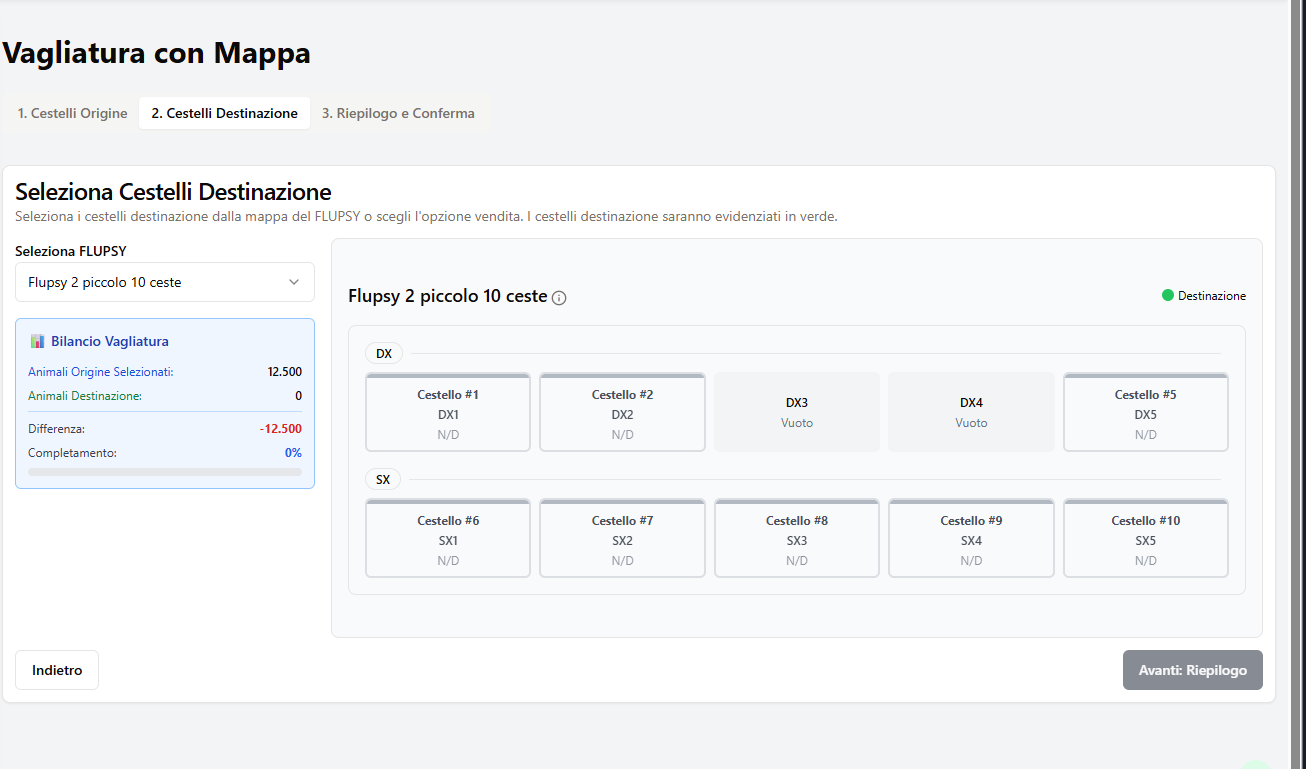 Vagliatura con Mappa
1. Cestelli Origine
2. Cestelli Destinazione
3. Riepilogo e Conferma
Seleziona Cestelli Destinazione
Seleziona i cestelli destinazione dalla mappa del FLUPSY o scegli l'opzione vendita. I cestelli destinazione saranno evidenziati in verde.
Seleziona FLUPSY
Flupsy 2 piccolo 10 ceste
Bilancio Vagliatura
Animali Origine Selezionati: 12.500
Animali Destinazione: 0
Differenza: -12.500
Completamento: 0%
Flupsy 2 piccolo 10 ceste
Destinazione
DX
Cestello #1
DX1
N/D
Cestello #2
DX2
N/D
DX3
Vuoto
DX4
Vuoto
Cestello #5
DX5
N/D
SX
Cestello #6
SX1
N/D
Cestello #7
SX2
N/D
Cestello #8
SX3
N/D
Cestello #9
SX4
N/D
Cestello #10
SX5
N/D
Indietro
Avanti: Riepilogo